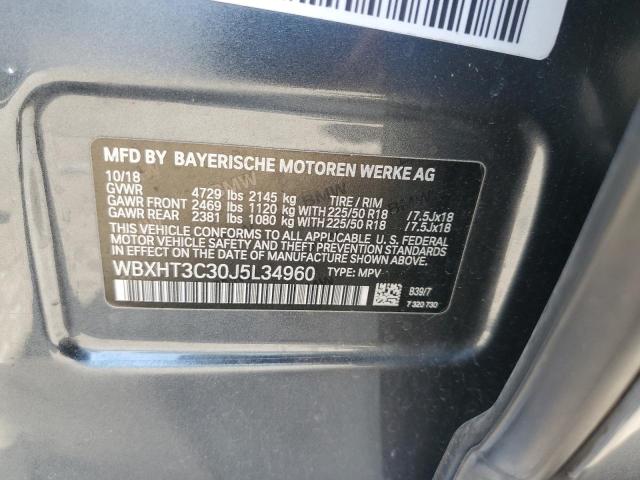 MFD BY BAYERISCHE MOTOREN WERKE AG
10/18
GVWR 4729 lbs 2145 kg TIRE / RIM
GAWR FRONT 2469 lbs 1120 kg WITH 225/50 R18 /7.5Jx18
GAWR REAR 2381 lbs 1080 kg WITH 225/50 R18 /7.5Jx18
THIS VEHICLE CONFORMS TO ALL APPLICABLE U.S. FEDERAL
MOTOR VEHICLE SAFETY, BUMPER, AND THEFT PREVENTION
STANDARDS IN EFFECT ON THE DATE OF MANUFACTURE SHOWN ABOVE.
WBXHT3C30J5L34960 TYPE: MPV
B39/7
7 320 730